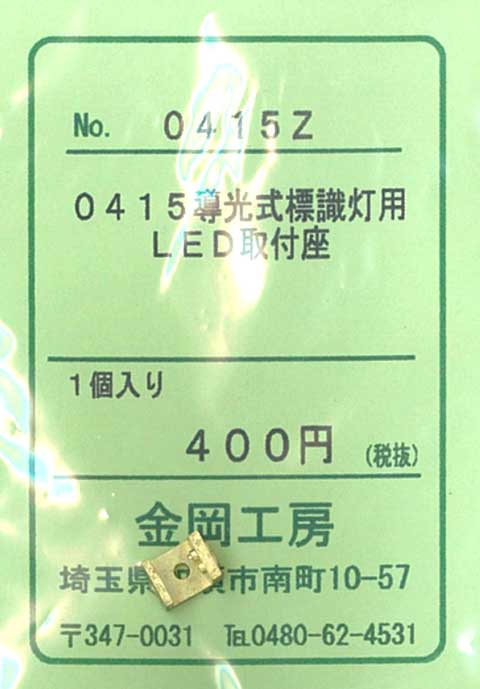 No. 0415Z
0415導光式標識灯用
LED取付座
1個入り
400円 (税抜)
金岡工房
埼玉県 市南町10-57
〒347-0031 TEL0480-62-4531